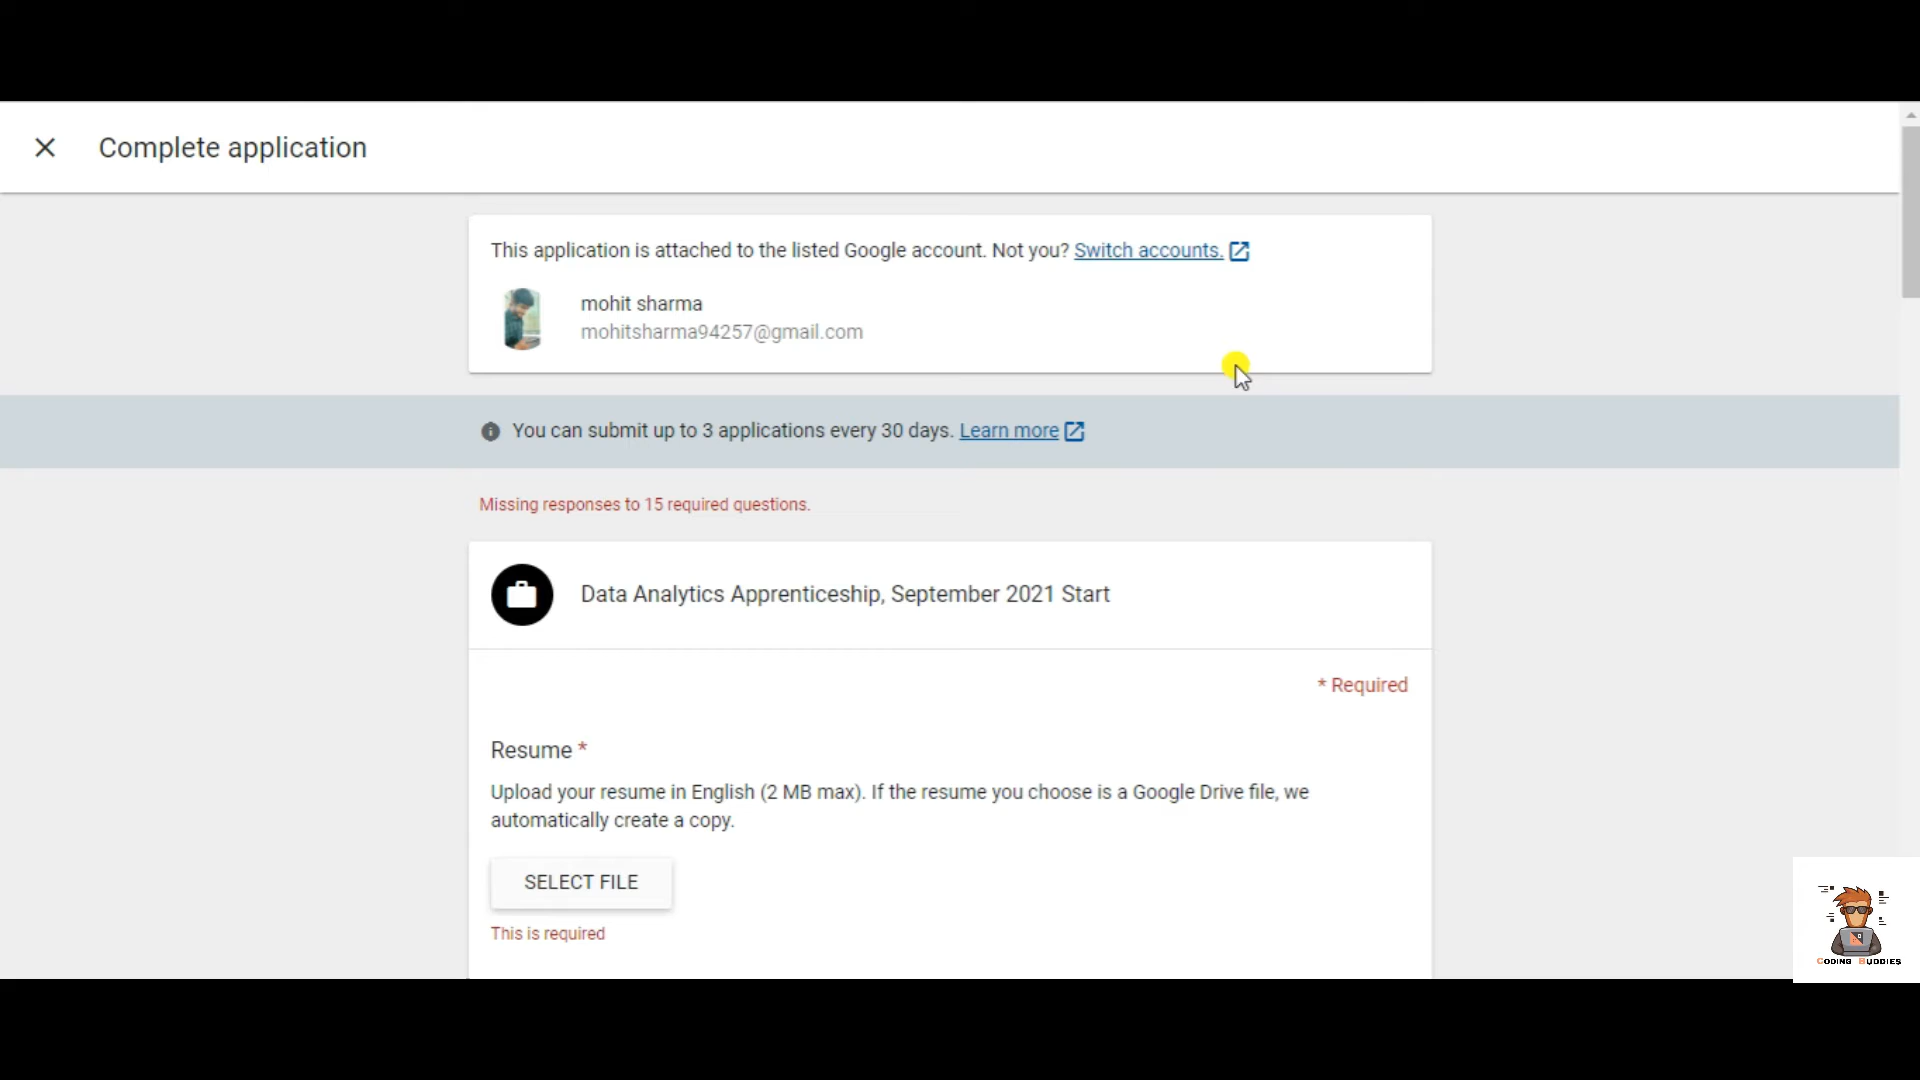 Complete application
This application is attached to the listed Google account. Not you? Switch accounts.
mohit sharma
mohitsharma94257@gmail.com
You can submit up to 3 applications every 30 days. Learn more
Missing responses to 15 required questions.
Data Analytics Apprenticeship, September 2021 Start
* Required
Resume *
Upload your resume in English (2 MB max). If the resume you choose is a Google Drive file, we
automatically create a copy.
SELECT FILE
This is required
CODING BUDDIES